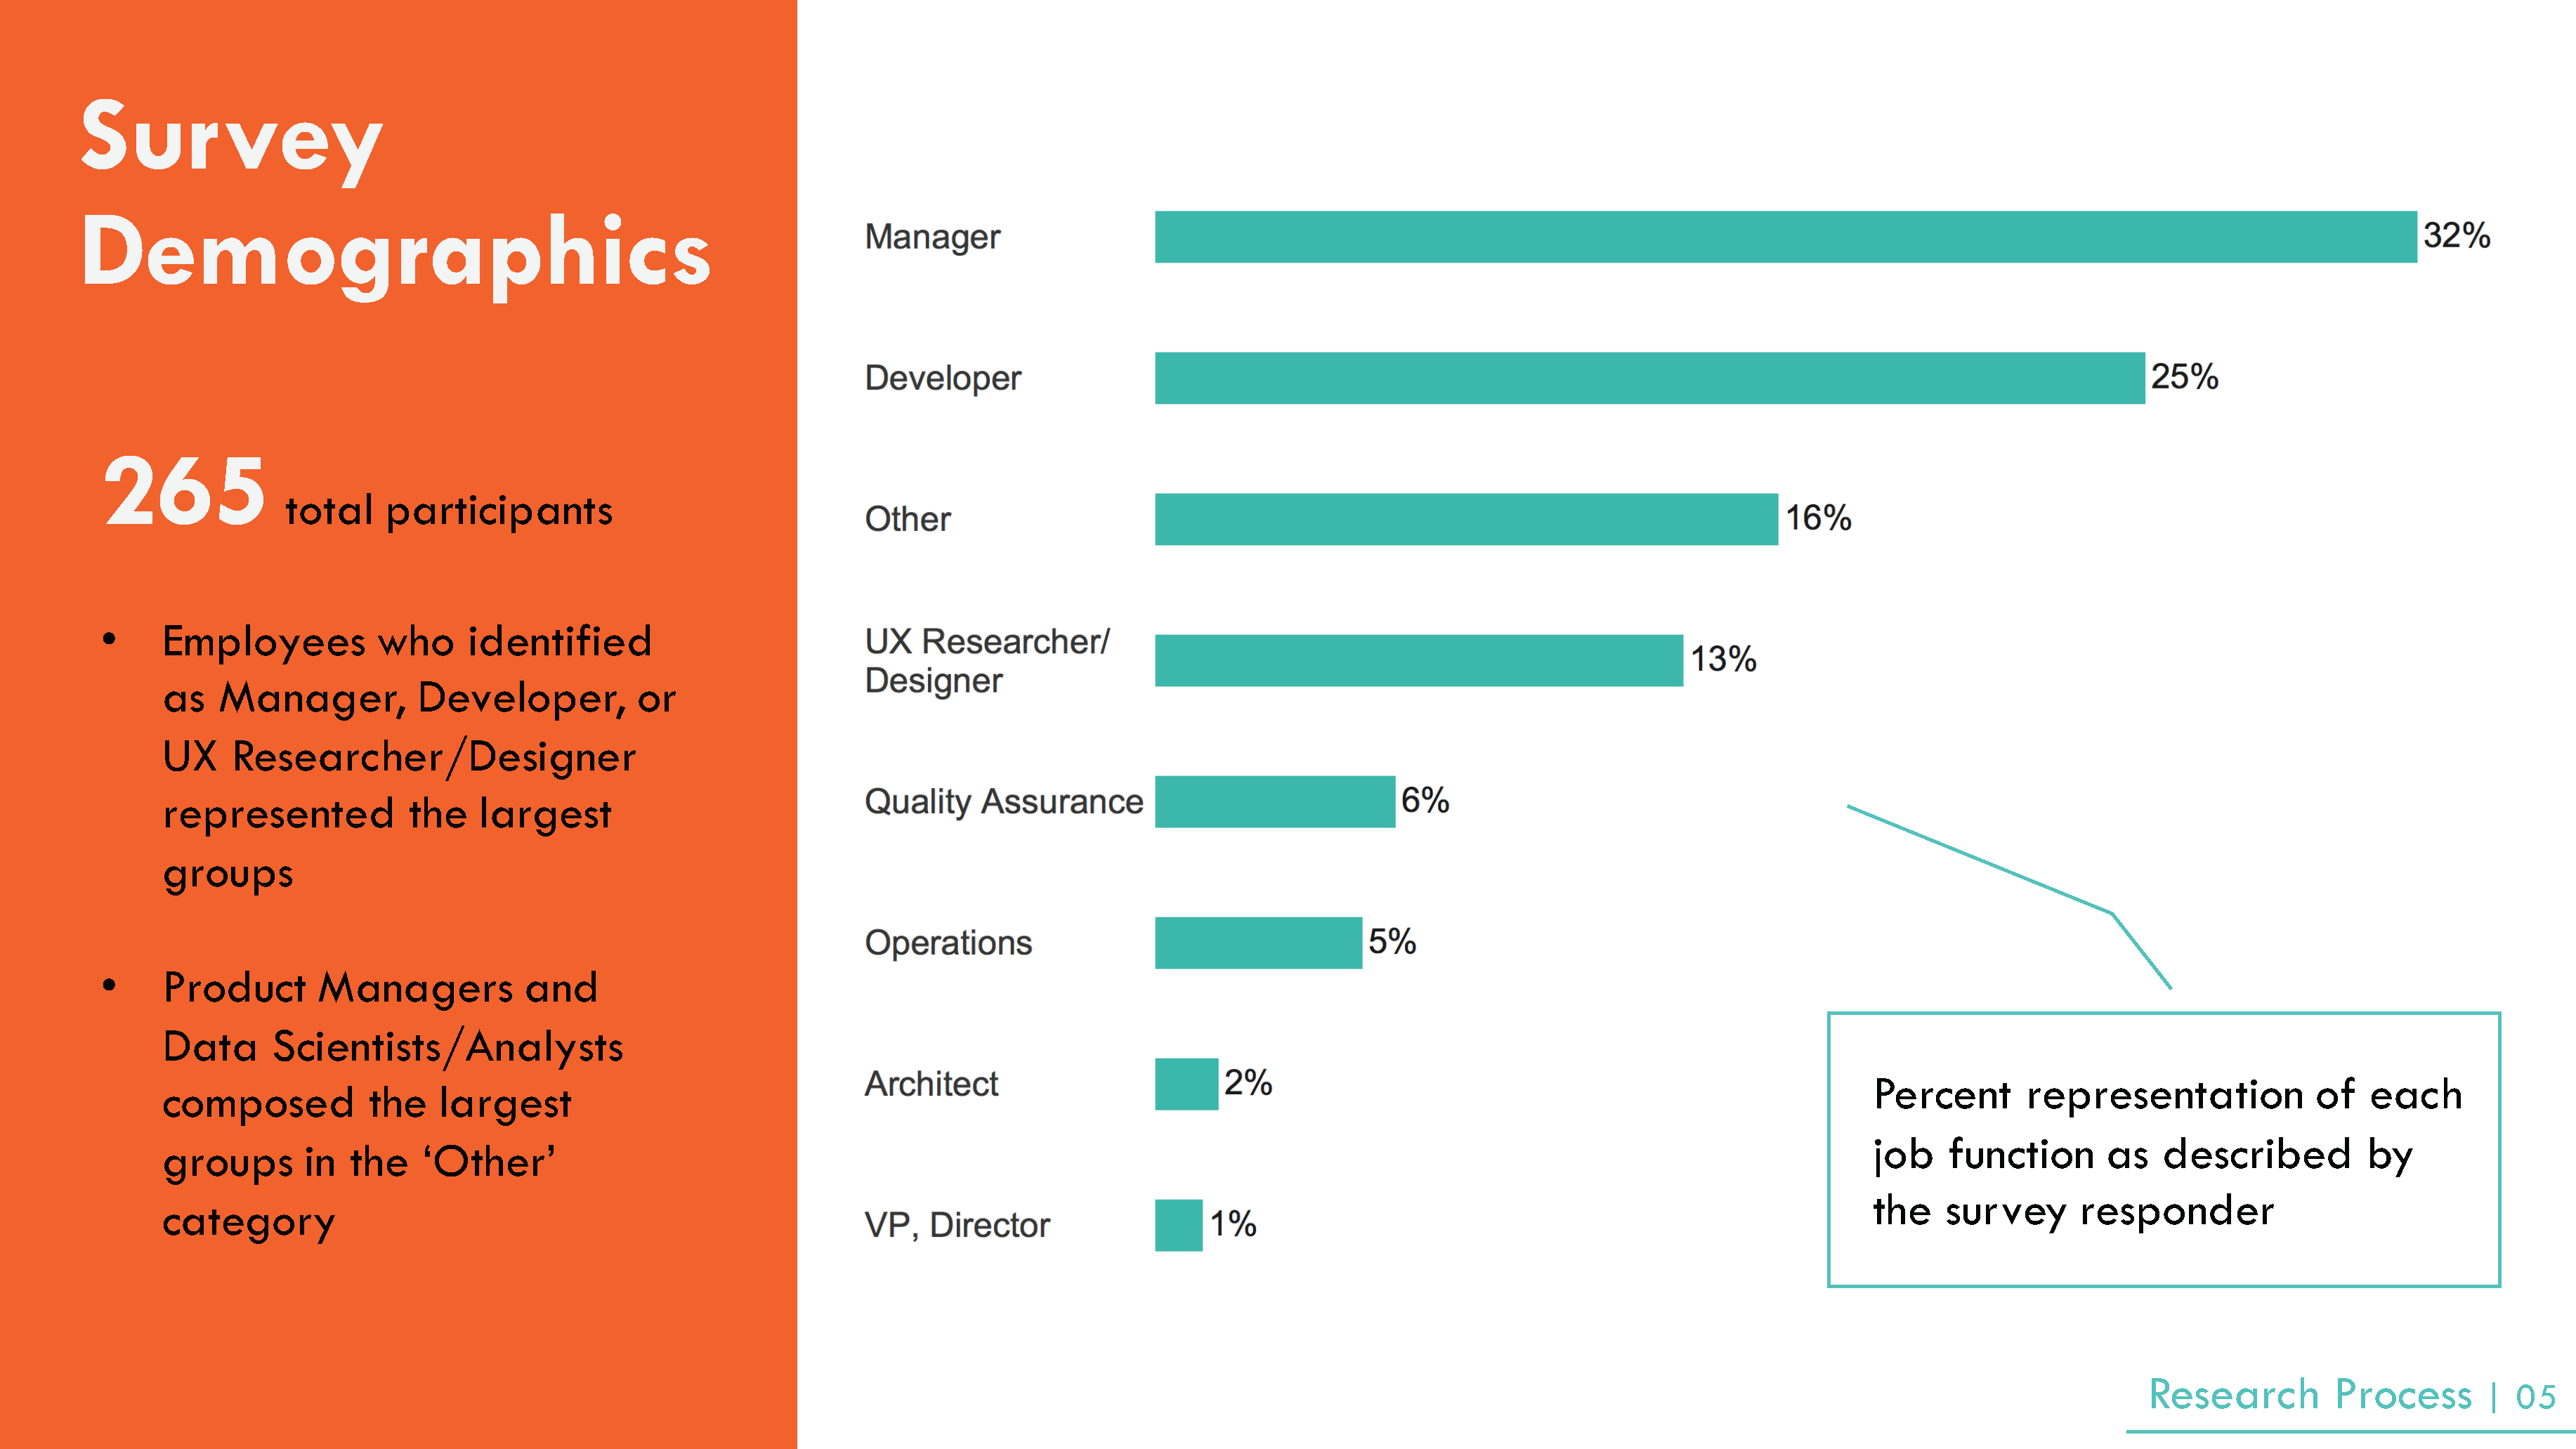 Survey
Demographics
265 total participants
• Employees who identified
as Manager, Developer, or
UX Researcher/Designer
represented the largest
groups
• Product Managers and
Data Scientists/Analysts
composed the largest
groups in the ‘Other’
category
Manager 32%
Developer 25%
Other 16%
UX Researcher/
Designer 13%
Quality Assurance 6%
Operations 5%
Architect 2%
VP, Director 1%
Percent representation of each
job function as described by
the survey responder
Research Process | 05